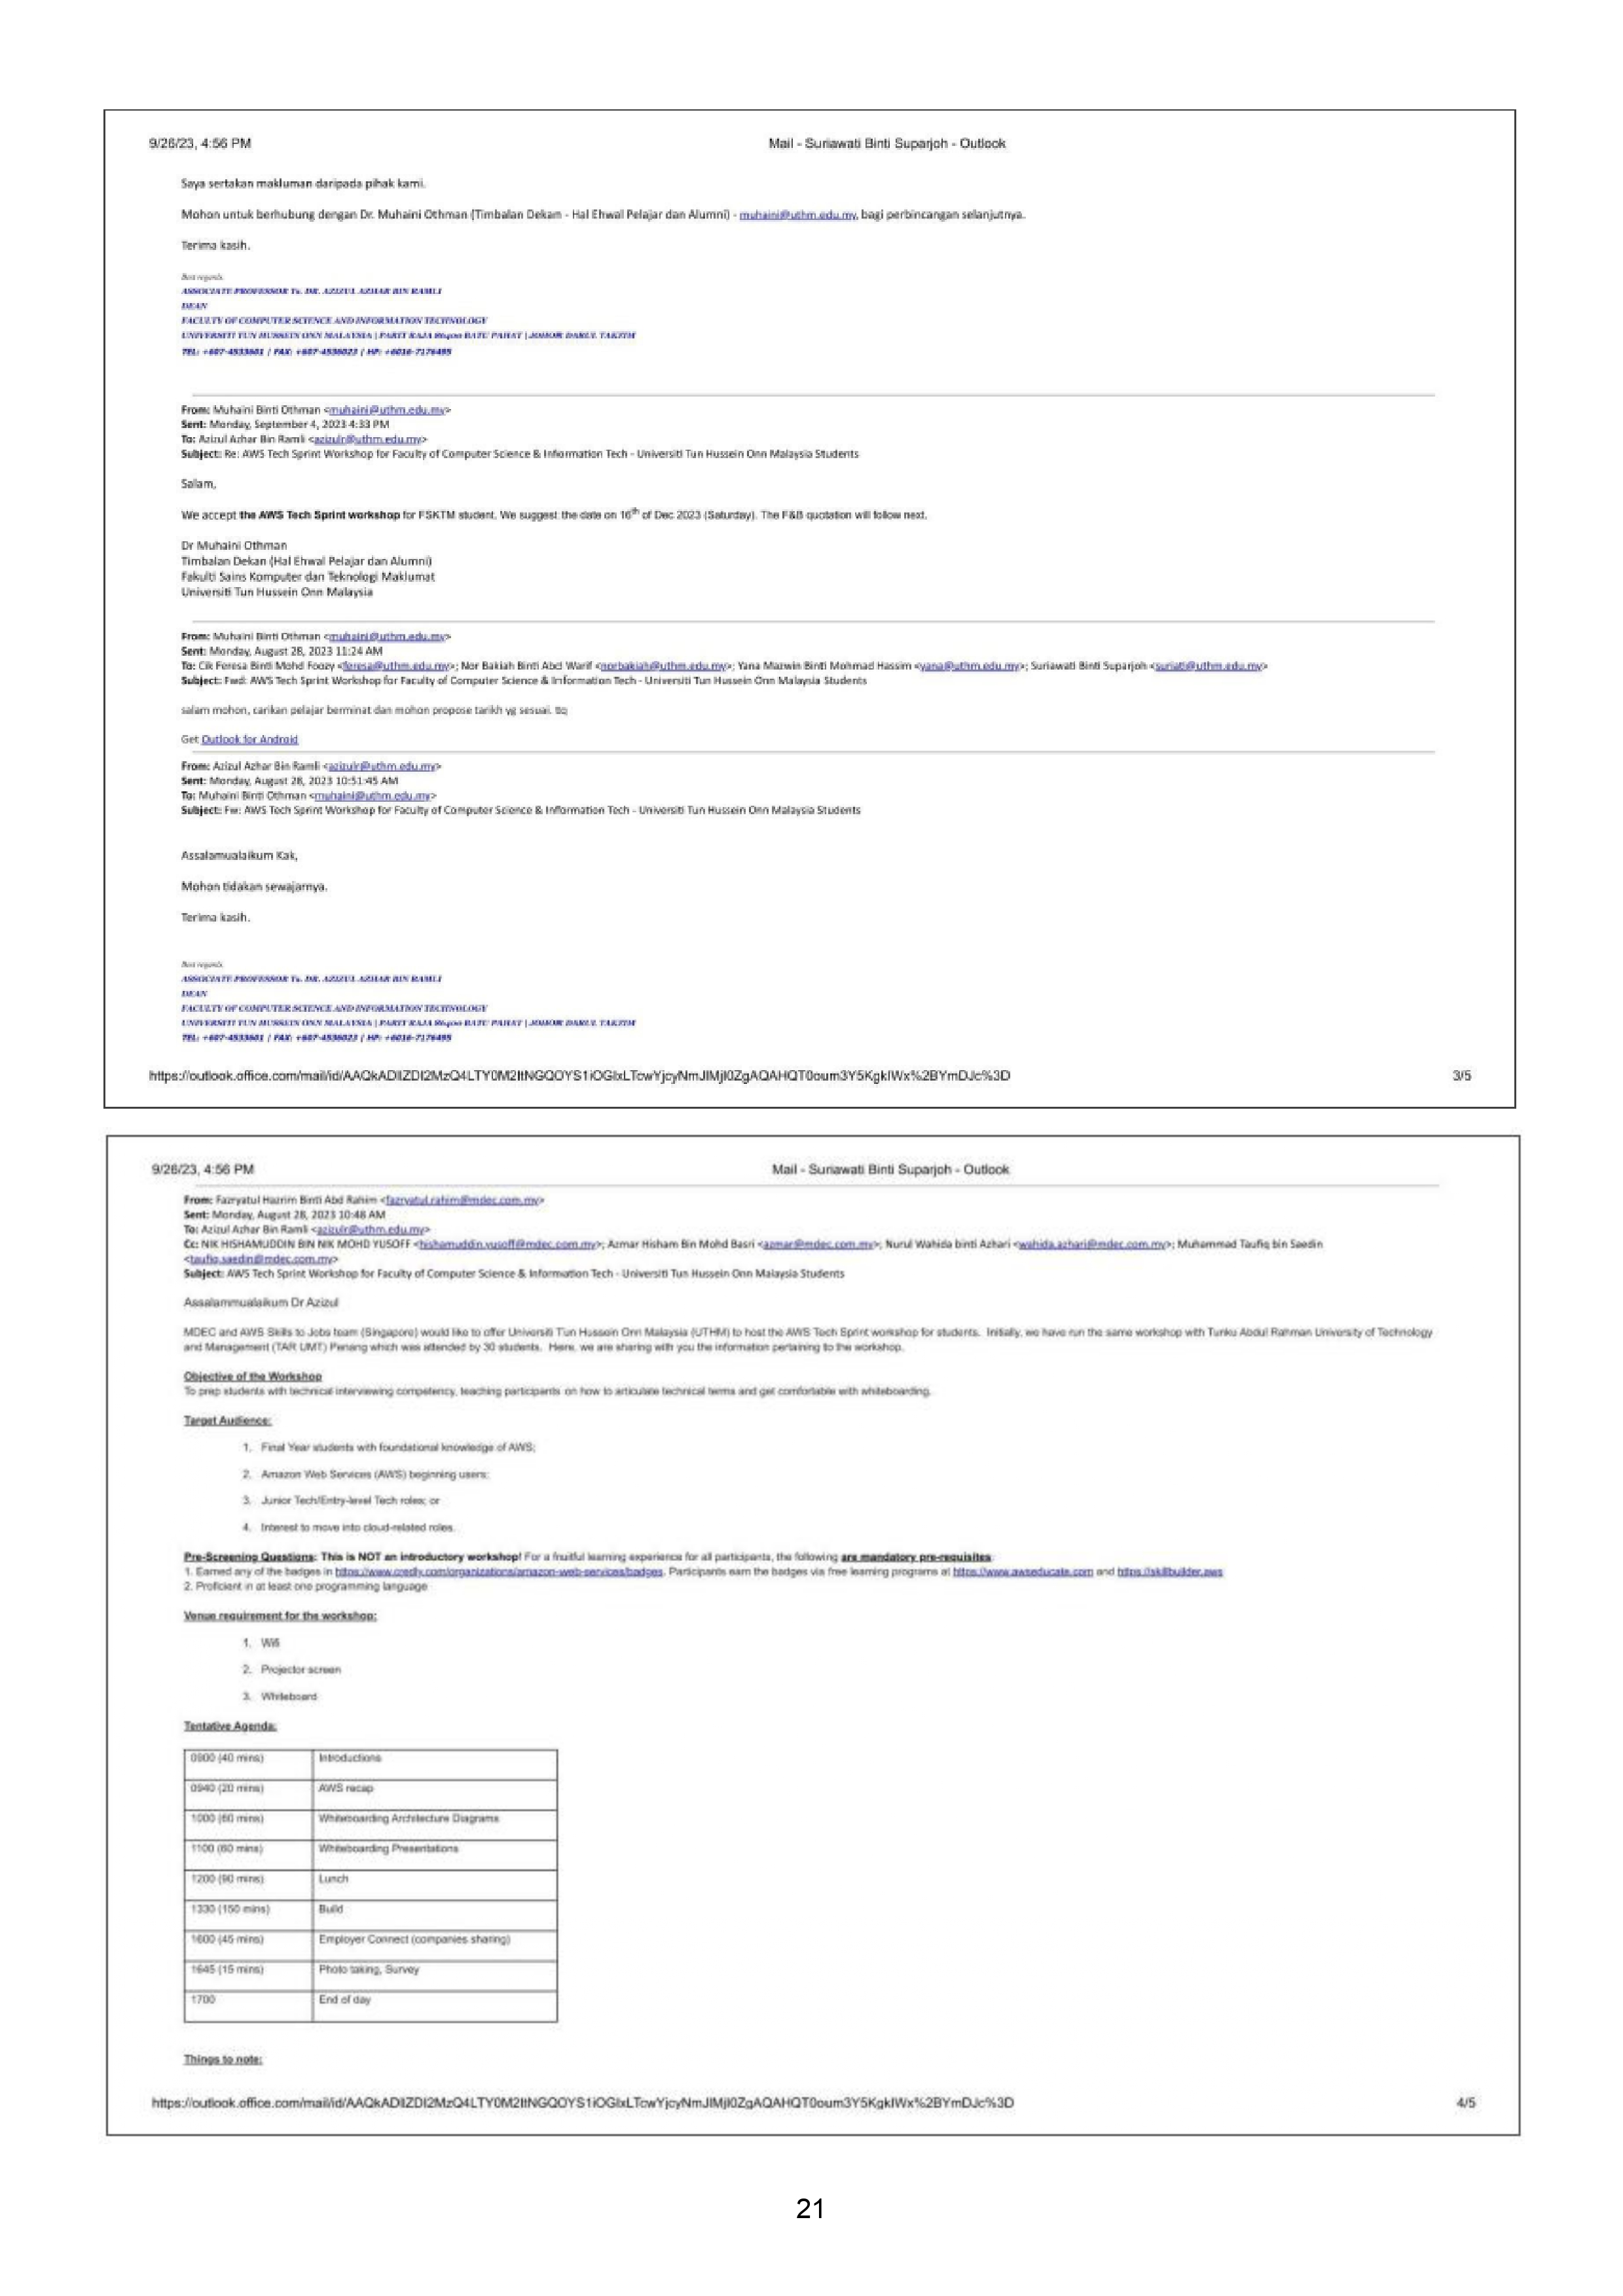 9/26/23, 4:56 PM Mail - Suriawati Binti Suparjoh - Outlook
Saya sertakan makluman daripada pihak kami.
Mohon untuk berhubung dengan Dr. Muhaini Othman (Timbalan Dekan - Hal Ehwal Pelajar dan Alumni) - muhaini@uthm.edu.my, bagi perbincangan selanjutnya.
Terima kasih.
Best regards
ASSOCIATE PROFESSOR Ts. DR. AZIZUL AZHAR BIN RAMLI
DEAN
FACULTY OF COMPUTER SCIENCE AND INFORMATION TECHNOLOGY
UNIVERSITI TUN HUSSEIN ONN MALAYSIA | PARIT RAJA 86400 BATU PAHAT | JOHOR DARUL TAKZIM
TEL: +607-4533601 / FAX: +607-4536023 / HP: +6016-7176495
From: Muhaini Binti Othman <muhaini@uthm.edu.my>
Sent: Monday, September 4, 2023 4:33 PM
To: Azizul Azhar Bin Ramli <azizulr@uthm.edu.my>
Subject: Re: AWS Tech Sprint Workshop for Faculty of Computer Science & Information Tech - Universiti Tun Hussein Onn Malaysia Students
Salam,
We accept the AWS Tech Sprint workshop for FSKTM student. We suggest the date on 16th of Dec 2023 (Saturday). The F&B quotation will follow next.
Dr Muhaini Othman
Timbalan Dekan (Hal Ehwal Pelajar dan Alumni)
Fakulti Sains Komputer dan Teknologi Maklumat
Universiti Tun Hussein Onn Malaysia
From: Muhaini Binti Othman <muhaini@uthm.edu.my>
Sent: Monday, August 28, 2023 11:24 AM
To: Cik Feresa Binti Mohd Foozy <feresa@uthm.edu.my>; Nor Bakiah Binti Abd Warif <norbakiah@uthm.edu.my>; Yana Mazwin Binti Mohmad Hassim <yana@uthm.edu.my>; Suriawati Binti Suparjoh <suriati@uthm.edu.my>
Subject: Fwd: AWS Tech Sprint Workshop for Faculty of Computer Science & Information Tech - Universiti Tun Hussein Onn Malaysia Students
salam mohon, carikan pelajar berminat dan mohon propose tarikh yg sesuai. tq
Get Outlook for Android
From: Azizul Azhar Bin Ramli <azizulr@uthm.edu.my>
Sent: Monday, August 28, 2023 10:51:45 AM
To: Muhaini Binti Othman <muhaini@uthm.edu.my>
Subject: Fw: AWS Tech Sprint Workshop for Faculty of Computer Science & Information Tech - Universiti Tun Hussein Onn Malaysia Students
Assalamualaikum Kak,
Mohon tidakan sewajarnya.
Terima kasih.
Best regards
ASSOCIATE PROFESSOR Ts. DR. AZIZUL AZHAR BIN RAMLI
DEAN
FACULTY OF COMPUTER SCIENCE AND INFORMATION TECHNOLOGY
UNIVERSITI TUN HUSSEIN ONN MALAYSIA | PARIT RAJA 86400 BATU PAHAT | JOHOR DARUL TAKZIM
TEL: +607-4533601 / FAX: +607-4536023 / HP: +6016-7176495
3/5
9/26/23, 4:56 PM Mail - Suriawati Binti Suparjoh - Outlook
From: Fazryatul Hazrim Binti Abd Rahim <fazryatul.rahim@mdec.com.my>
Sent: Monday, August 28, 2023 10:48 AM
To: Azizul Azhar Bin Ramli <azizulr@uthm.edu.my>
Cc: NIK HISHAMUDDIN BIN NIK MOHD YUSOFF <hishamuddin.yusoff@mdec.com.my>; Azmar Hisham Bin Mohd Basri <azmar@mdec.com.my>; Nurul Wahida binti Azhari <wahida.azhari@mdec.com.my>; Muhammad Taufiq bin Saedin
<taufiq.saedin@mdec.com.my>
Subject: AWS Tech Sprint Workshop for Faculty of Computer Science & Information Tech - Universiti Tun Hussein Onn Malaysia Students
Assalammualaikum Dr Azizul
MDEC and AWS Skills to Jobs team (Singapore) would like to offer Universiti Tun Hussein Onn Malaysia (UTHM) to host the AWS Tech Sprint workshop for students. Initially, we have run the same workshop with Tunku Abdul Rahman University of Technology
and Management (TAR UMT) Penang which was attended by 30 students. Here, we are sharing with you the information pertaining to the workshop.
Objective of the Workshop
To prep students with technical interviewing competency, teaching participants on how to articulate technical terms and get comfortable with whiteboarding.
Target Audience:
1. Final Year students with foundational knowledge of AWS;
2. Amazon Web Services (AWS) beginning users;
3. Junior Tech/Entry-level Tech roles; or
4. Interest to move into cloud-related roles.
Pre-Screening Questions: This is NOT an introductory workshop! For a fruitful learning experience for all participants, the following are mandatory pre-requisites:
1. Earned any of the badges in https://www.credly.com/organizations/amazon-web-services/badges. Participants earn the badges via free learning programs at https://www.awseducate.com and https://skillbuilder.aws
2. Proficient in at least one programming language
Venue requirement for the workshop:
1. Wifi
2. Projector screen
3. Whiteboard
Tentative Agenda:
0900 (40 mins) Introductions
0940 (20 mins) AWS recap
1000 (60 mins) Whiteboarding Architecture Diagrams
1100 (60 mins) Whiteboarding Presentations
1200 (90 mins) Lunch
1330 (150 mins) Build
1600 (45 mins) Employer Connect (companies sharing)
1645 (15 mins) Photo taking, Survey
1700 End of day
Things to note:
4/5
21